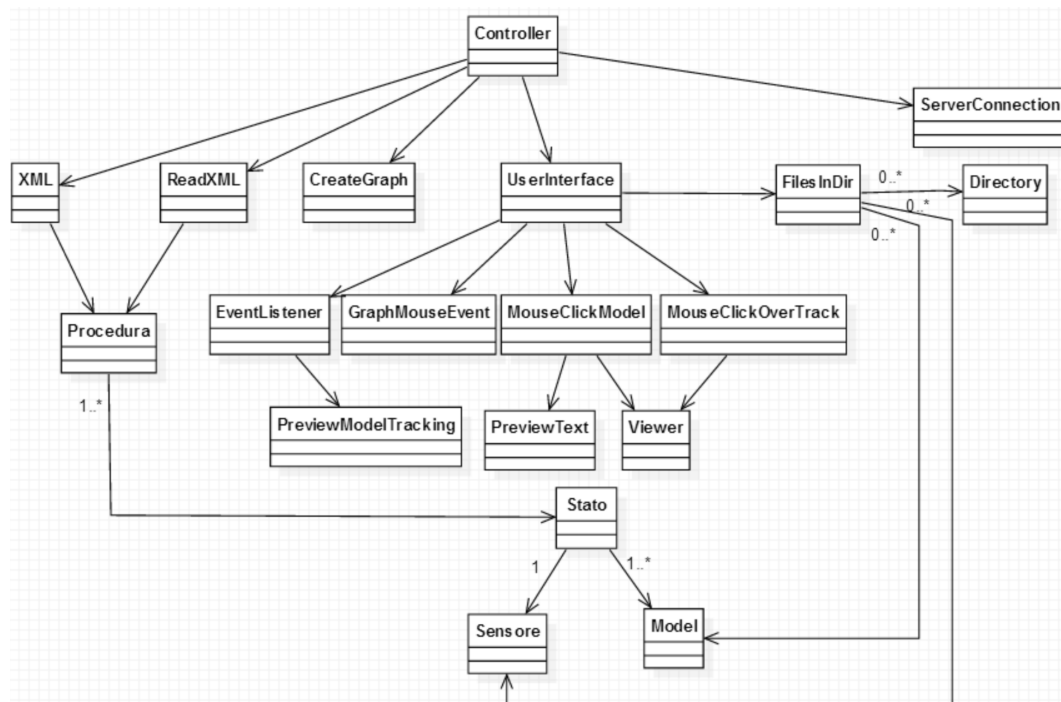 Controller
ServerConnection
XML
ReadXML
CreateGraph
UserInterface
FilesInDir
0..*
Directory
0..*
0..*
EventListener
GraphMouseEvent
MouseClickModel
MouseClickOverTrack
Procedura
1..*
PreviewModelTracking
PreviewText
Viewer
Stato
1
1..*
Sensore
Model